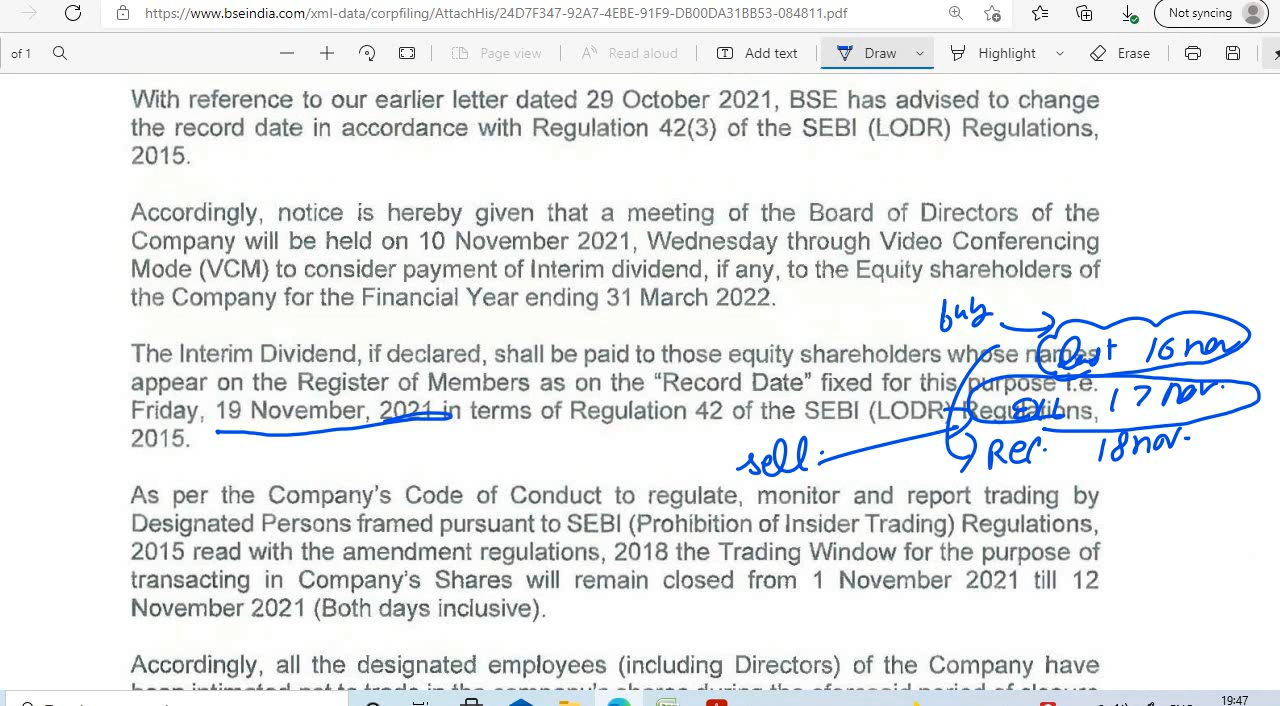 https://www.bseindia.com/xml-data/corpfiling/AttachHis/24D7F347-92A7-4EBE-91F9-DB00DA31BB53-084811.pdf
Not syncing
of 1
Page view
Read aloud
Add text
Draw
Highlight
Erase
With reference to our earlier letter dated 29 October 2021, BSE has advised to change
the record date in accordance with Regulation 42(3) of the SEBI (LODR) Regulations,
2015.
Accordingly, notice is hereby given that a meeting of the Board of Directors of the
Company will be held on 10 November 2021, Wednesday through Video Conferencing
Mode (VCM) to consider payment of Interim dividend, if any, to the Equity shareholders of
the Company for the Financial Year ending 31 March 2022.
buy
last 16 nov
The Interim Dividend, if declared, shall be paid to those equity shareholders whose names
appear on the Register of Members as on the “Record Date” fixed for this purpose i.e.
17 nov.
Friday, 19 November, 2021 in terms of Regulation 42 of the SEBI (LODR) Regulations,
2015.
sell.
Rec. 18 nov.
As per the Company’s Code of Conduct to regulate, monitor and report trading by
Designated Persons framed pursuant to SEBI (Prohibition of Insider Trading) Regulations,
2015 read with the amendment regulations, 2018 the Trading Window for the purpose of
transacting in Company’s Shares will remain closed from 1 November 2021 till 12
November 2021 (Both days inclusive).
Accordingly, all the designated employees (including Directors) of the Company have
19:47